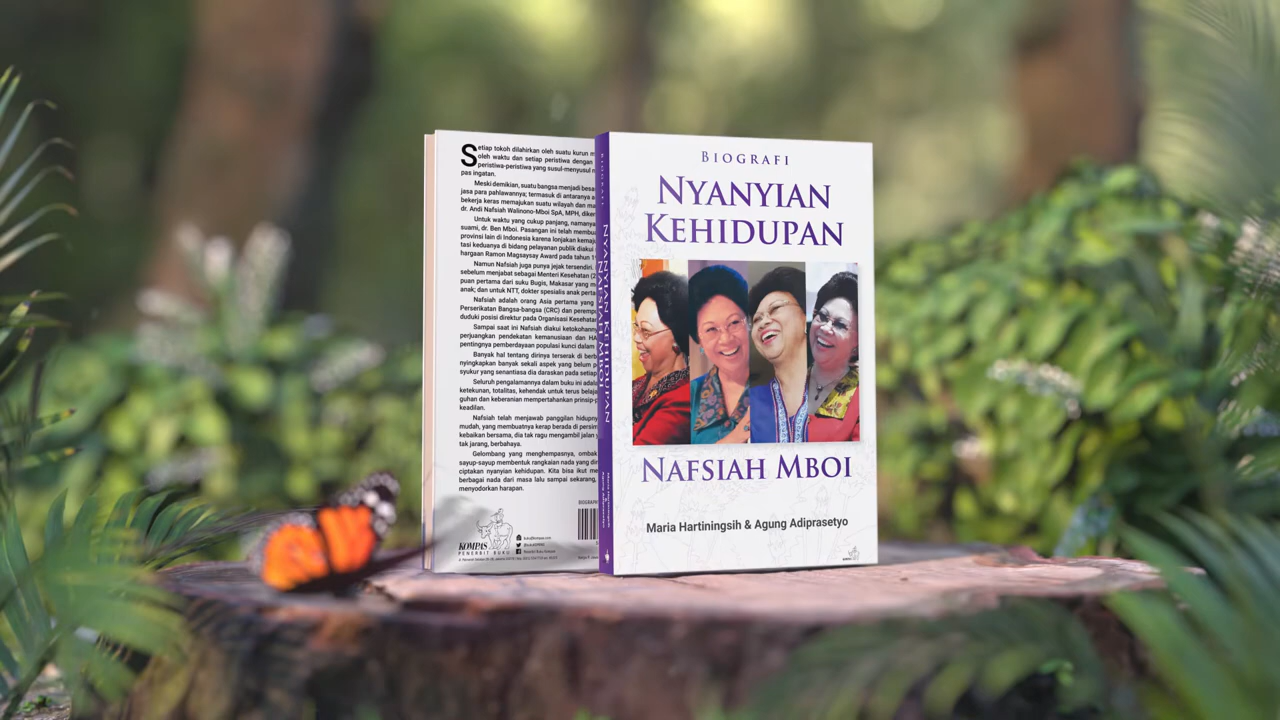 Setiap tokoh dilahirkan oleh suatu kurun
oleh waktu dan setiap peristiwa dengan
peristiwa-peristiwa yang susul-menyusul
pas ingatan.
Meski demikian, suatu bangsa menjadi
jasa para pahlawannya; termasuk di antaranya
bekerja keras memajukan suatu wilayah dan
dr. Andi Nafsiah Walinono-Mboi SpA, MPH,
Untuk waktu yang cukup panjang,
suami, dr. Ben Mboi. Pasangan ini telah
provinsi lain di Indonesia karena lonjakan
tasi keduanya di bidang pelayanan publik diakui
hargaan Ramon Magsaysay Award pada tahun
Namun Nafsiah juga punya jejak tersendiri.
sebelum menjabat sebagai Menteri Kesehatan
puan pertama dari suku Bugis, Makasar yang
anak; dan untuk NTT, dokter spesialis anak
Nafsiah adalah orang Asia pertama yang
Perserikatan Bangsa-bangsa (CRC) dan
duduki posisi direktur pada Organisasi
Sampai saat ini Nafsiah diakui
perjuangkan pendekatan kemanusiaan dan
pentingnya pemberdayaan populasi kunci dalam
Banyak hal tentang dirinya terserak di
nyingkapkan banyak sekali aspek yang belum
syukur yang senantiasa dia daraskan pada
Seluruh pengalamannya dalam buku ini
ketekunan, totalitas, kehendak untuk terus
guhan dan keberanian mempertahankan
keadilan.
Nafsiah telah menjawab panggilan
mudah, yang membuatnya kerap berada di
kebaikan bersama, dia tak ragu mengambil jalan
tak jarang, berbahaya.
Gelombang yang menghempasnya,
sayup-sayup membentuk rangkaian nada yang
ciptakan nyanyian kehidupan. Kita bisa ikut
berbagai nada dari masa lalu sampai sekarang,
menyodorkan harapan.
KOMPAS
PENERBIT BUKU
BIOGRAFI
NYANYIAN KEHIDUPAN
NAFSIAH MBOI
BIOGRAFI
NYANYIAN
KEHIDUPAN
NAFSIAH MBOI
Maria Hartiningsih & Agung Adiprasetyo